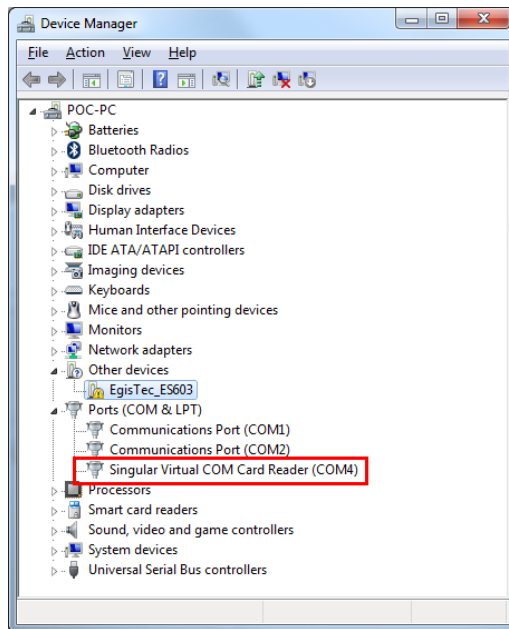 Device Manager
File Action View Help
POC-PC
Batteries
Bluetooth Radios
Computer
Disk drives
Display adapters
Human Interface Devices
IDE ATA/ATAPI controllers
Imaging devices
Keyboards
Mice and other pointing devices
Monitors
Network adapters
Other devices
EgisTec_ES603
Ports (COM & LPT)
Communications Port (COM1)
Communications Port (COM2)
Singular Virtual COM Card Reader (COM4)
Processors
Smart card readers
Sound, video and game controllers
System devices
Universal Serial Bus controllers